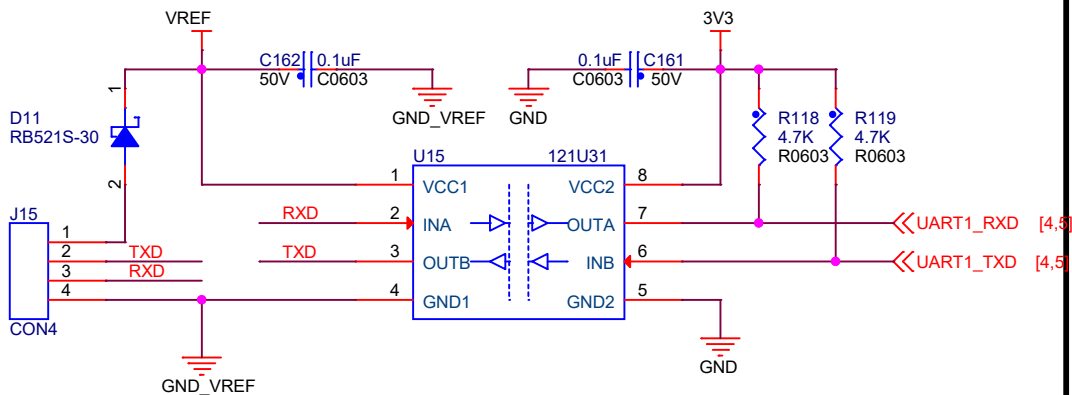 VREF
3V3
C162 0.1uF
50V C0603
0.1uF C161
C0603 50V
1
D11
RB521S-30
2
GND_VREF
GND
R118
4.7K
R0603
R119
4.7K
R0603
U15 121U31
1 VCC1 VCC2 8
RXD 2 INA OUTA 7 UART1_RXD [4,5]
TXD 3 OUTB INB 6 UART1_TXD [4,5]
4 GND1 GND2 5
J15
1
2 TXD
3 RXD
4
CON4
GND_VREF
GND